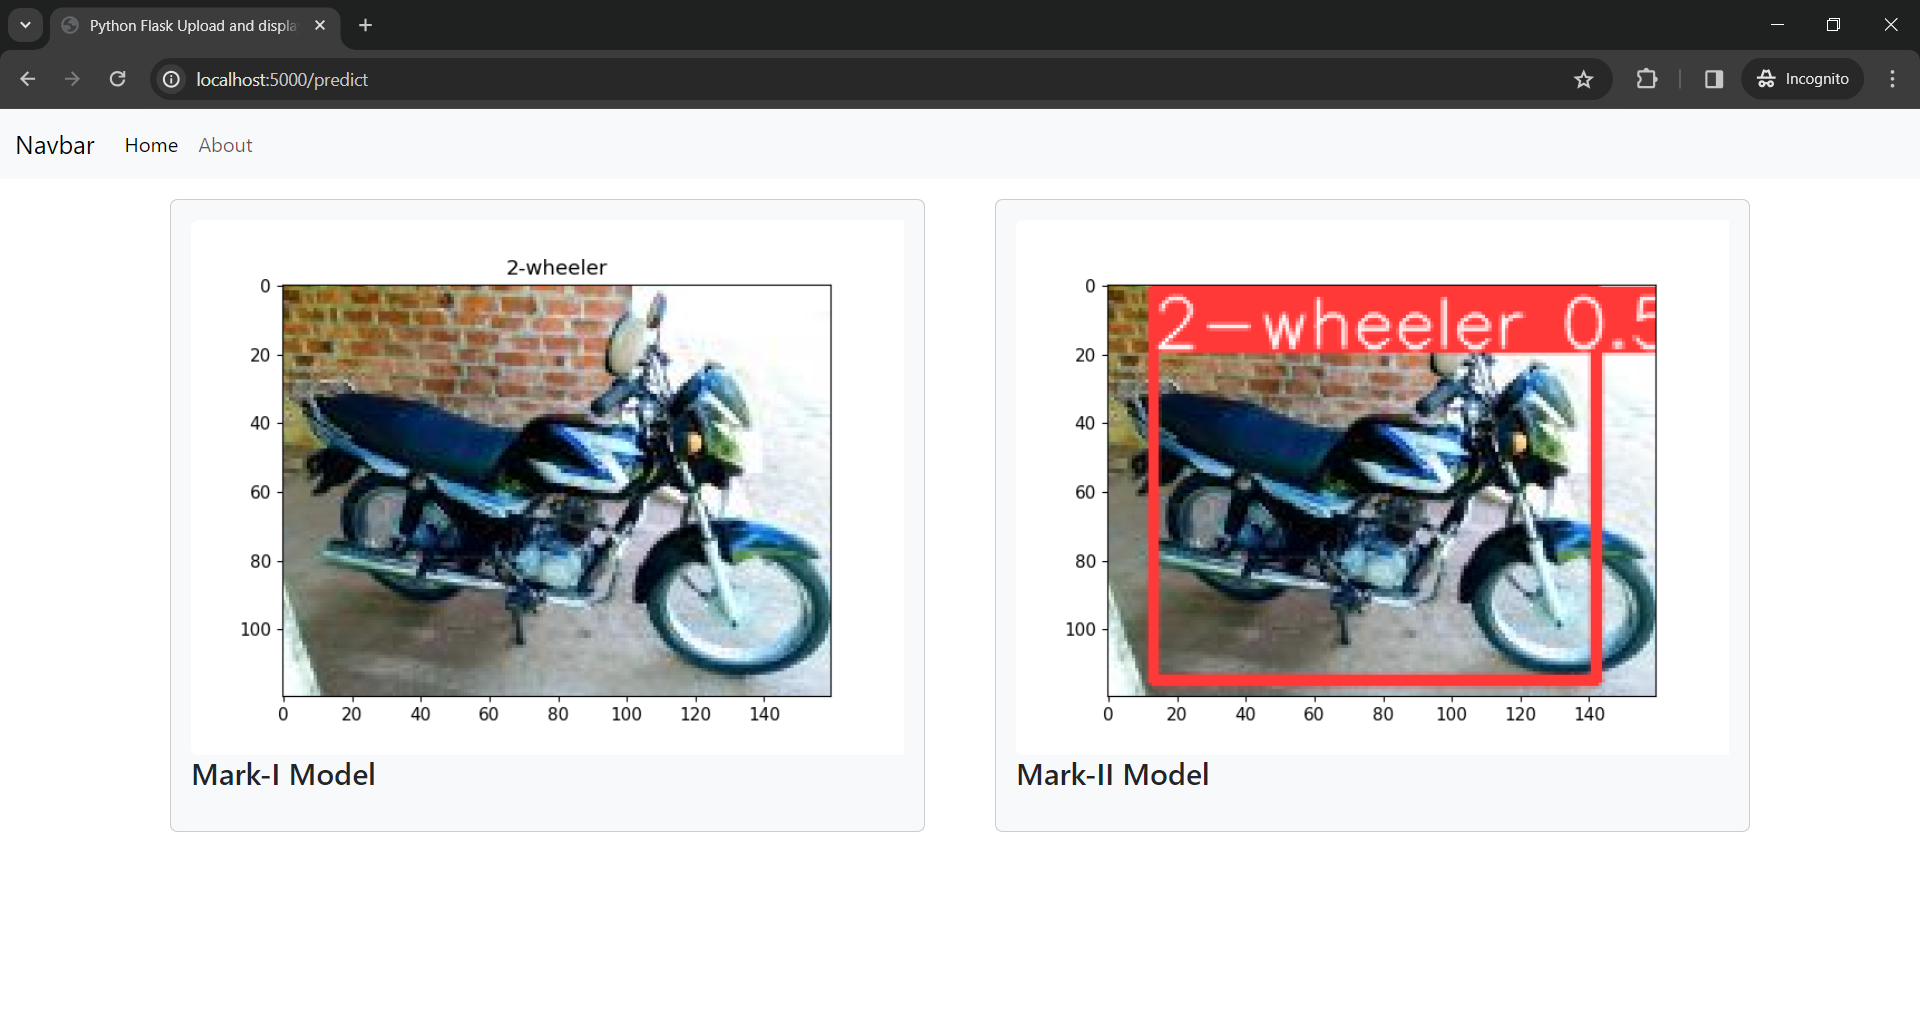 Python Flask Upload and displa
localhost:5000/predict
Incognito
Navbar Home About
2-wheeler
0
20
40
60
80
100
0 20 40 60 80 100 120 140
Mark-I Model
2-wheeler 0.5
0
20
40
60
80
100
0 20 40 60 80 100 120 140
Mark-II Model